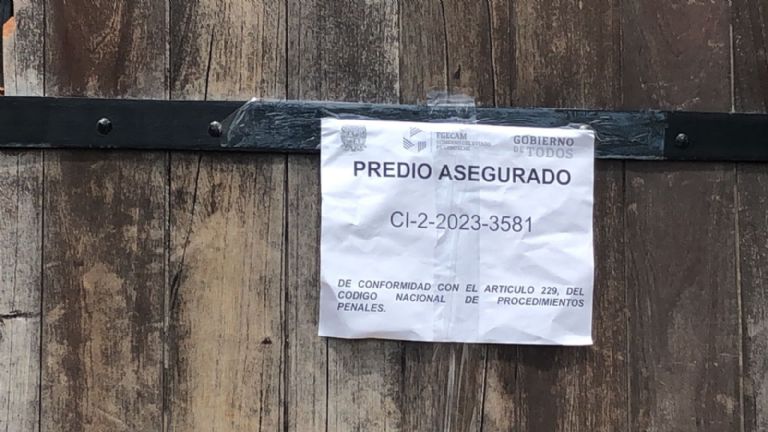 FGECAM
GOBIERNO
DE TODOS
PREDIO ASEGURADO
CI-2-2023-3581
DE CONFORMIDAD CON EL ARTICULO 229, DEL
CODIGO NACIONAL DE PROCEDIMIENTOS
PENALES.